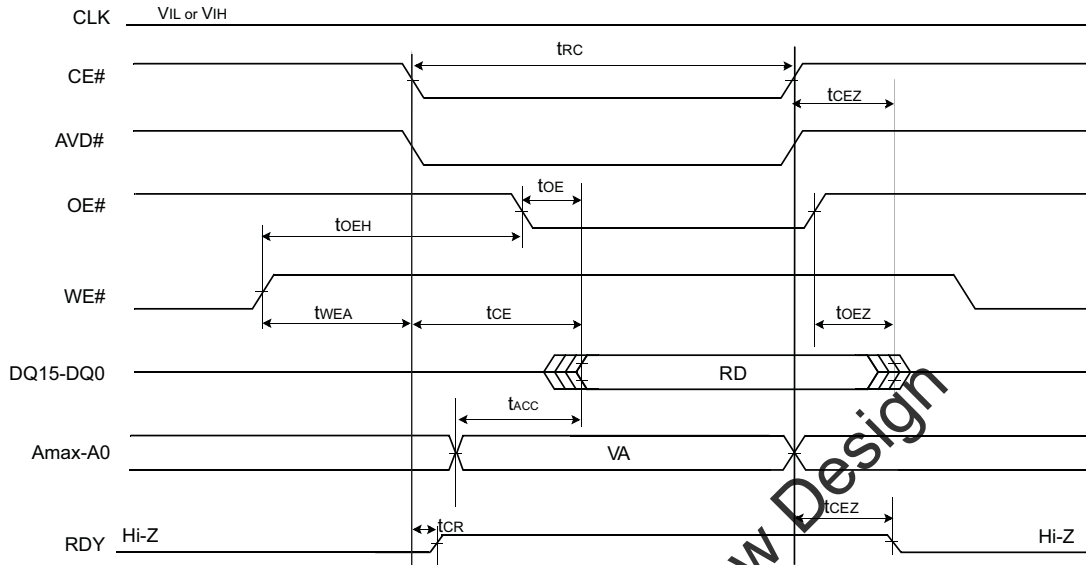 CLK VIL or VIH
tRC
CE#
tCEZ
AVD#
tOE
OE#
tOEH
WE#
tWEA tCE tOEZ
DQ15-DQ0 RD
tACC
Amax-A0 VA
w Design
tCEZ
tCR
RDY Hi-Z Hi-Z